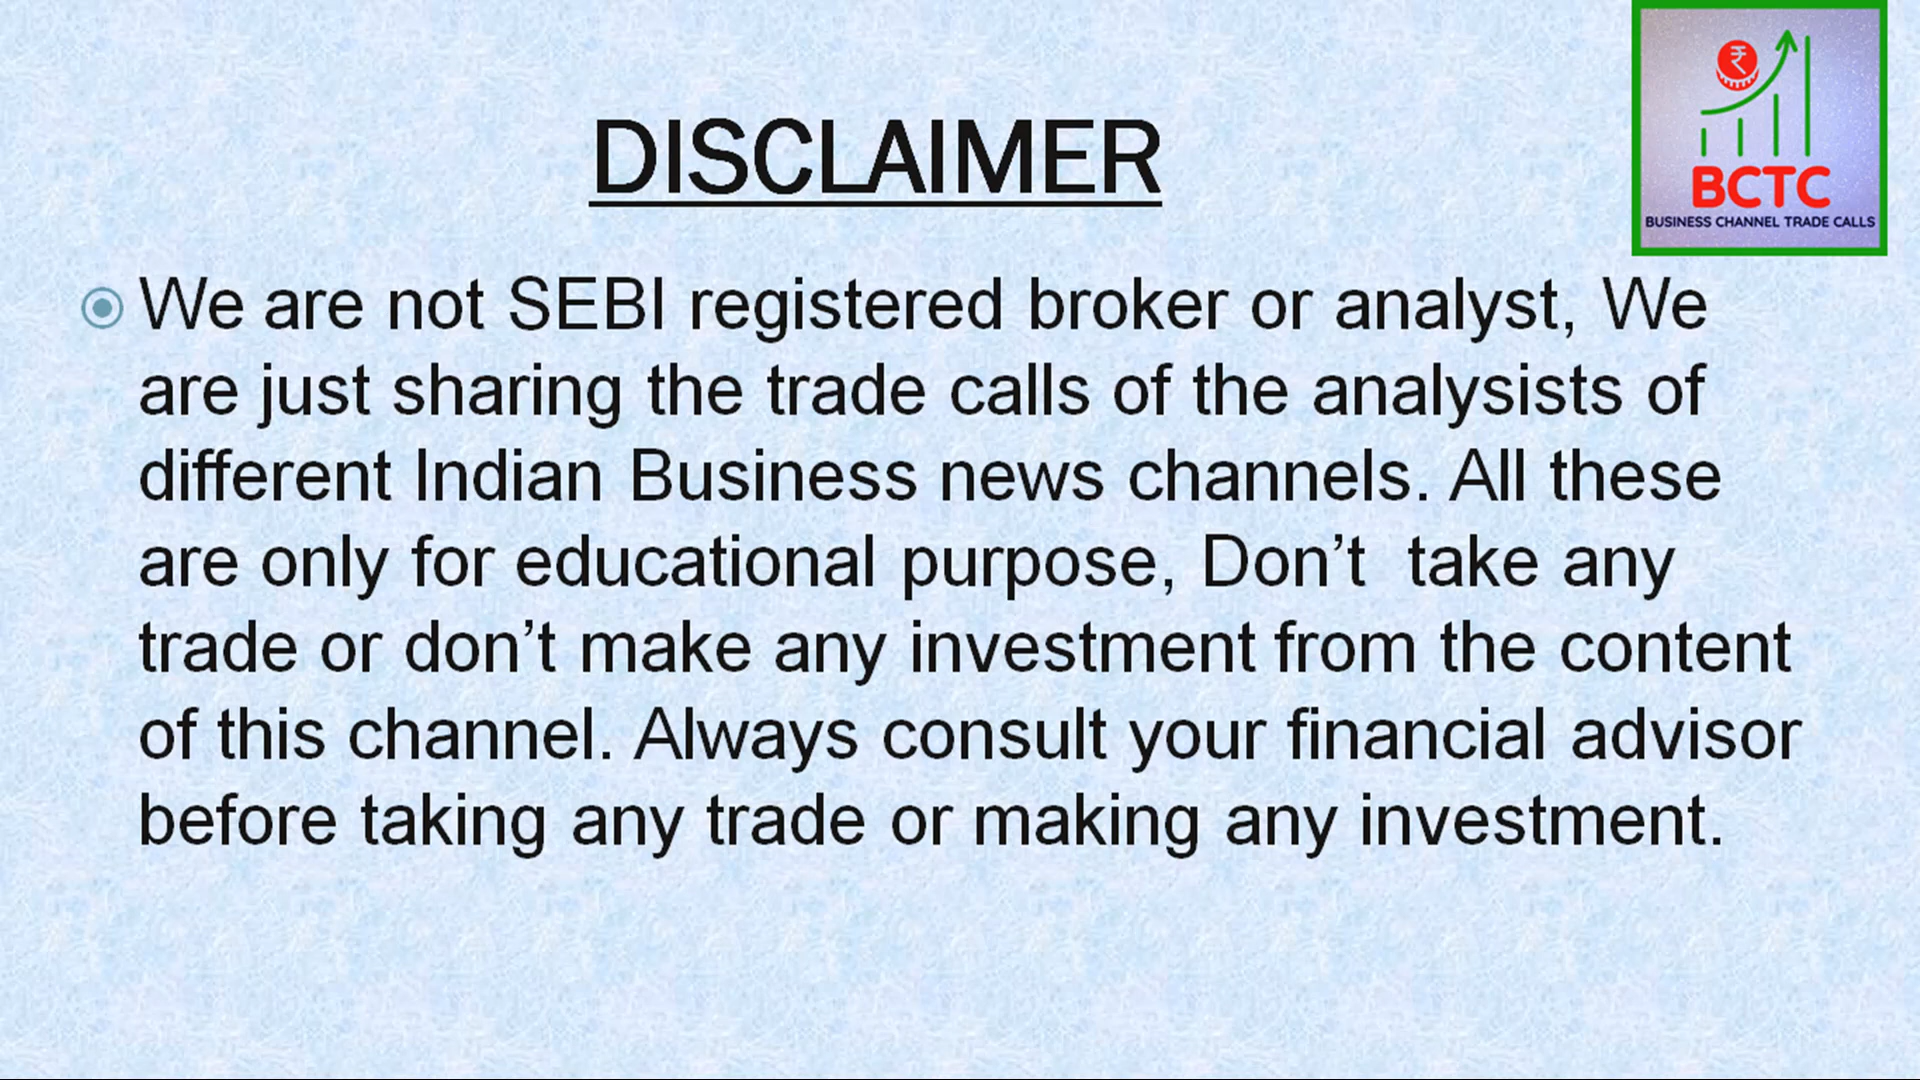 DISCLAIMER
₹
BCTC
BUSINESS CHANNEL TRADE CALLS
We are not SEBI registered broker or analyst, We
are just sharing the trade calls of the analysists of
different Indian Business news channels. All these
are only for educational purpose, Don’t  take any
trade or don’t make any investment from the content
of this channel. Always consult your financial advisor
before taking any trade or making any investment.